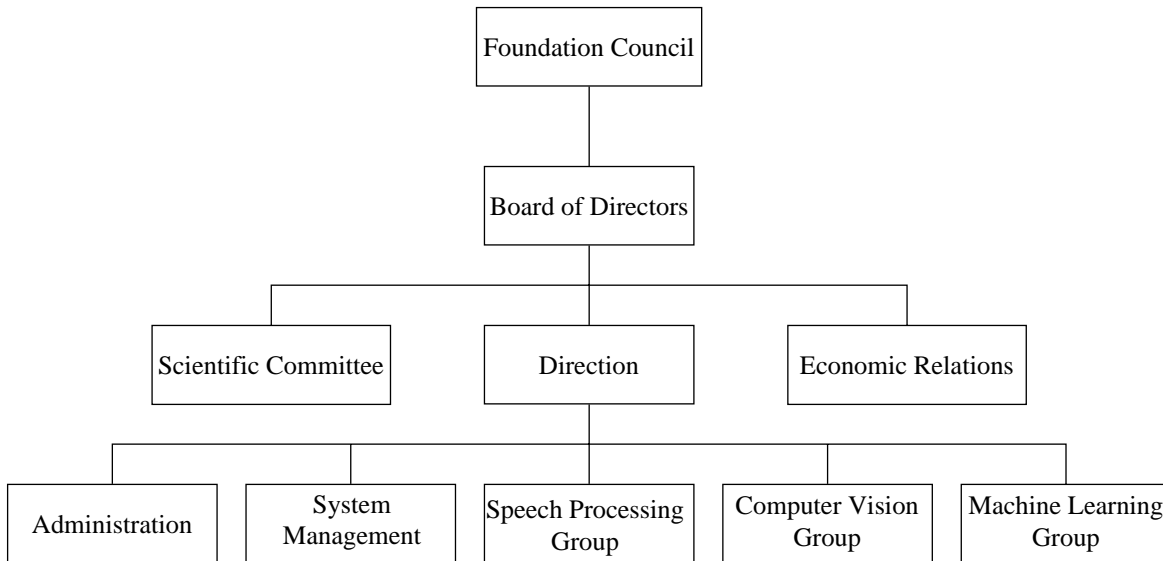 Foundation Council
Board of Directors
Scientific Committee
Direction
Economic Relations
Administration
System
Management
Speech Processing
Group
Computer Vision
Group
Machine Learning
Group